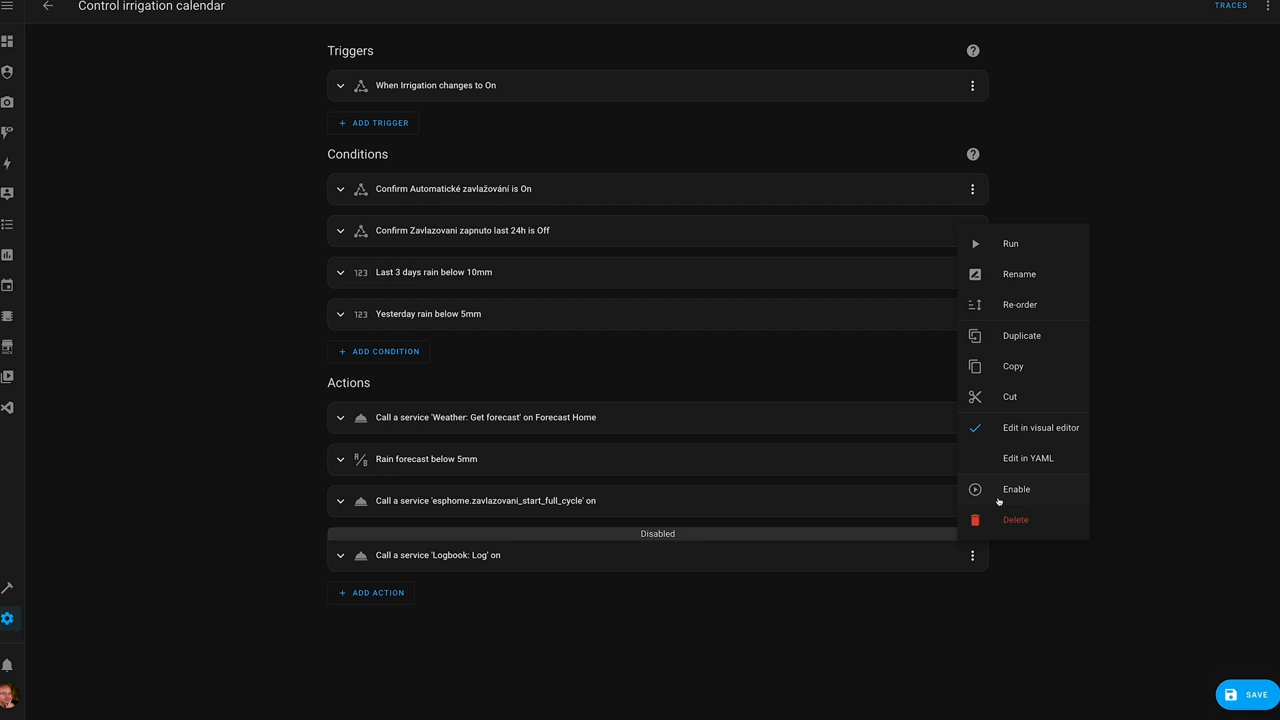 Control irrigation calendar
TRACES
Triggers
When Irrigation changes to On
ADD TRIGGER
Conditions
Confirm Automatické zavlažování is On
Confirm Zavlazovani zapnuto last 24h is Off
123 Last 3 days rain below 10mm
123 Yesterday rain below 5mm
ADD CONDITION
Actions
Call a service 'Weather: Get forecast' on Forecast Home
A/B Rain forecast below 5mm
Call a service 'esphome.zavlazovani_start_full_cycle' on
Disabled
Call a service 'Logbook: Log' on
ADD ACTION
Run
Rename
Re-order
Duplicate
Copy
Cut
Edit in visual editor
Edit in YAML
Enable
Delete
SAVE